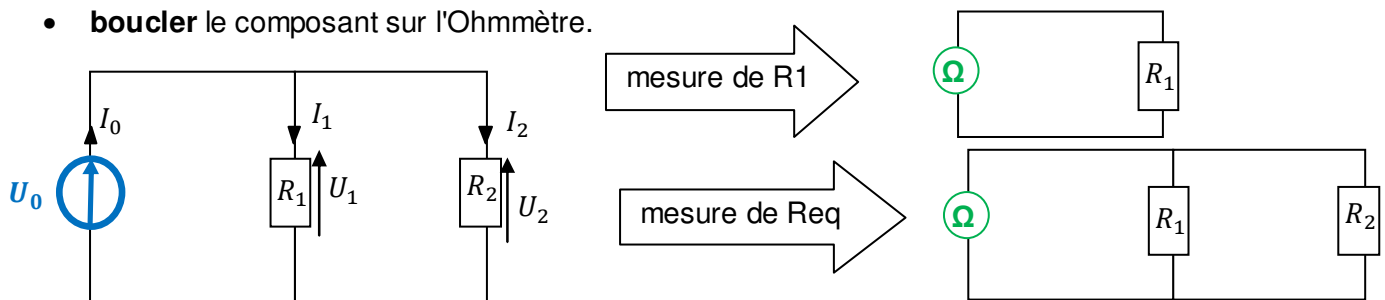 • boucler le composant sur l'Ohmmètre.
mesure de R1
Ω
R₁
I₀
I₁
I₂
U₀
R₁
U₁
R₂
U₂
mesure de Req
Ω
R₁
R₂